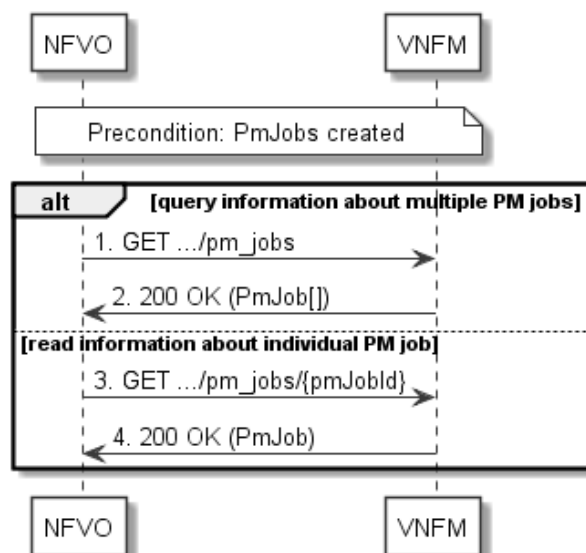 NFVO VNFM
Precondition: PmJobs created
alt [query information about multiple PM jobs]
1. GET .../pm_jobs
2. 200 OK (PmJob[])
[read information about individual PM job]
3. GET .../pm_jobs/{pmJobId}
4. 200 OK (PmJob)
NFVO VNFM